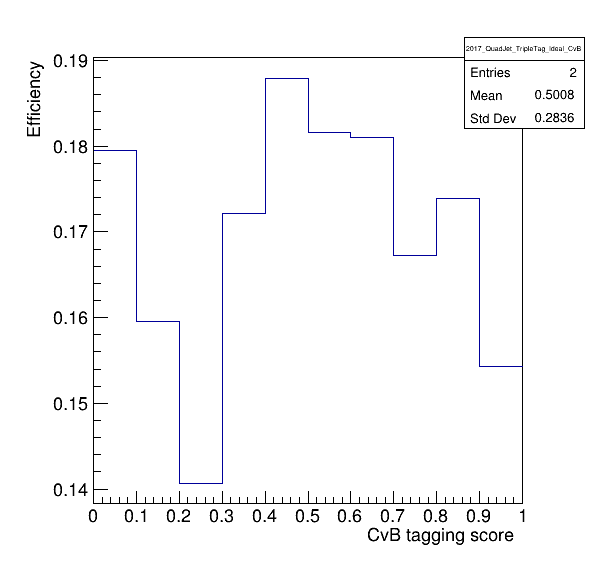 2017_QuadJet_TripleTag_Ideal_CvB
Entries 2
Mean 0.5008
Std Dev 0.2836
Efficiency
0.19
0.18
0.17
0.16
0.15
0.14
0 0.1 0.2 0.3 0.4 0.5 0.6 0.7 0.8 0.9 1
CvB tagging score